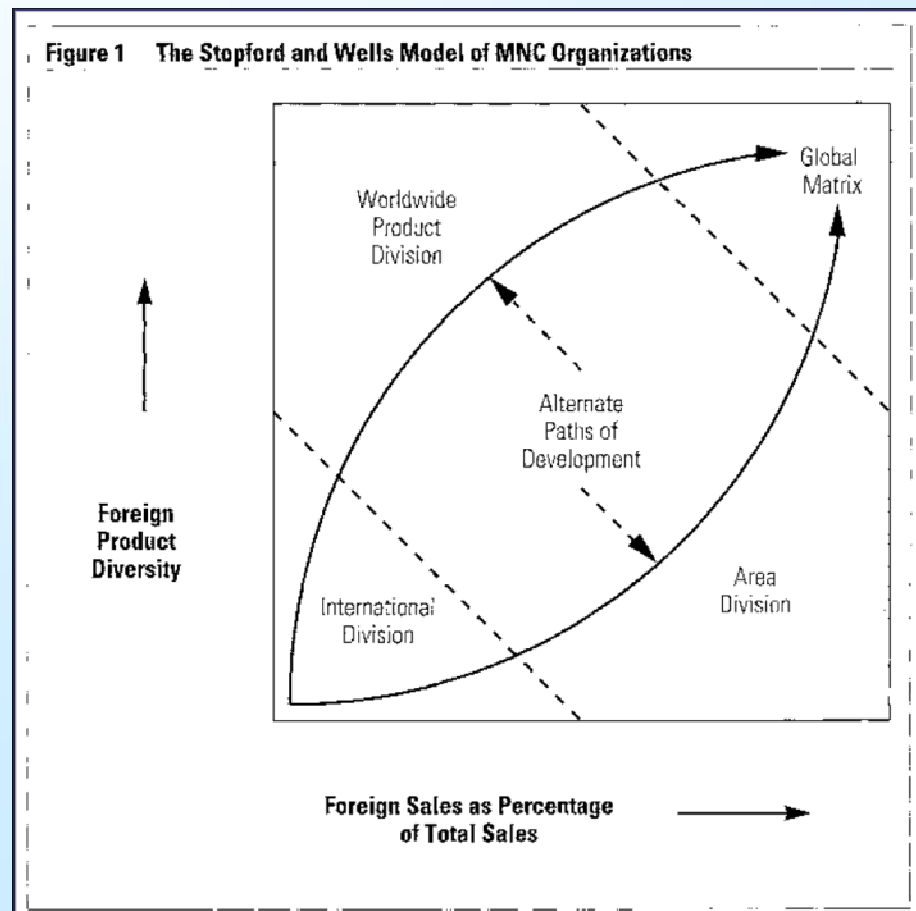 Figure 1 The Stopford and Wells Model of MNC Organizations
Global
Matrix
Worldwide
Product
Division
Alternate
Paths of
Development
Foreign
Product
Diversity
International
Division
Area
Division
Foreign Sales as Percentage
of Total Sales